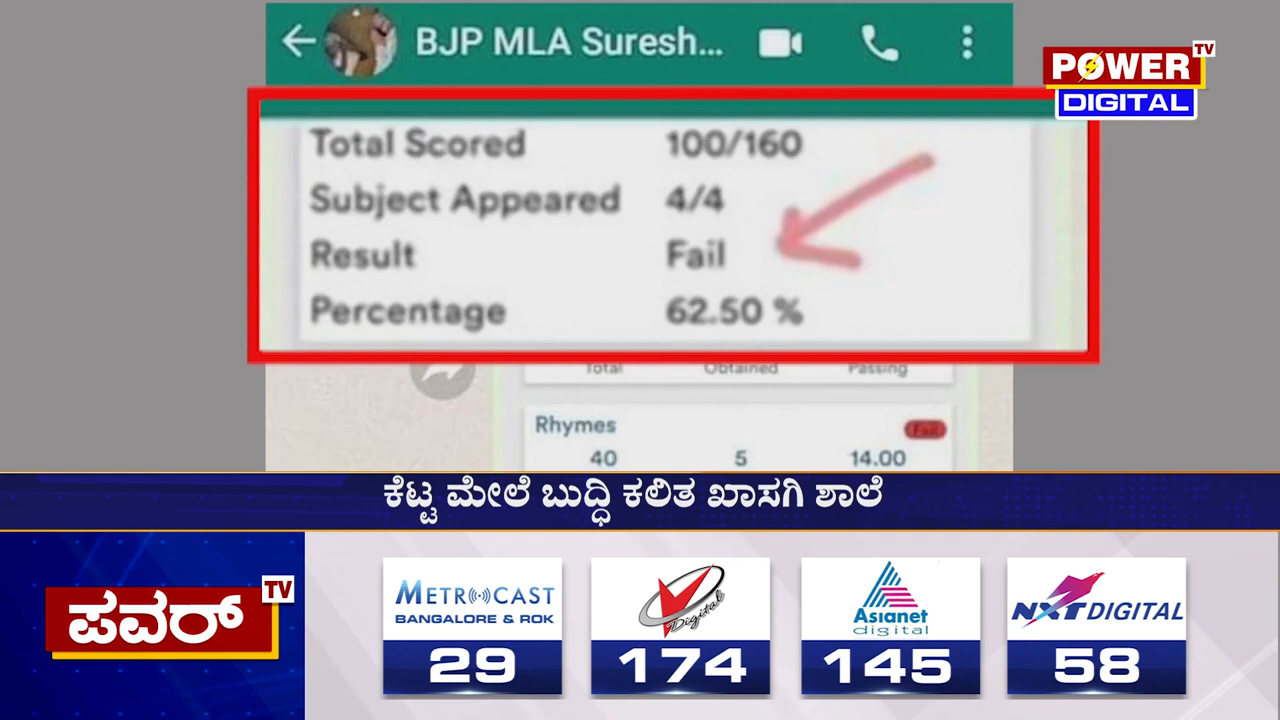 BJP MLA Suresh...
POWER TV
DIGITAL
Total Scored 100/160
Subject Appeared 4/4
Result Fail
Percentage 62.50 %
Total Obtained Passing
Rhymes
40 5 14.00
ಕೆಟ್ಟ ಮೇಲೆ ಬುದ್ಧಿ ಕಲಿತ ಖಾಸಗಿ ಶಾಲೆ
ಪವರ್ TV
METROCAST
BANGALORE & ROK
29
Digital
174
Asianet
digital
145
NXTDIGITAL
58